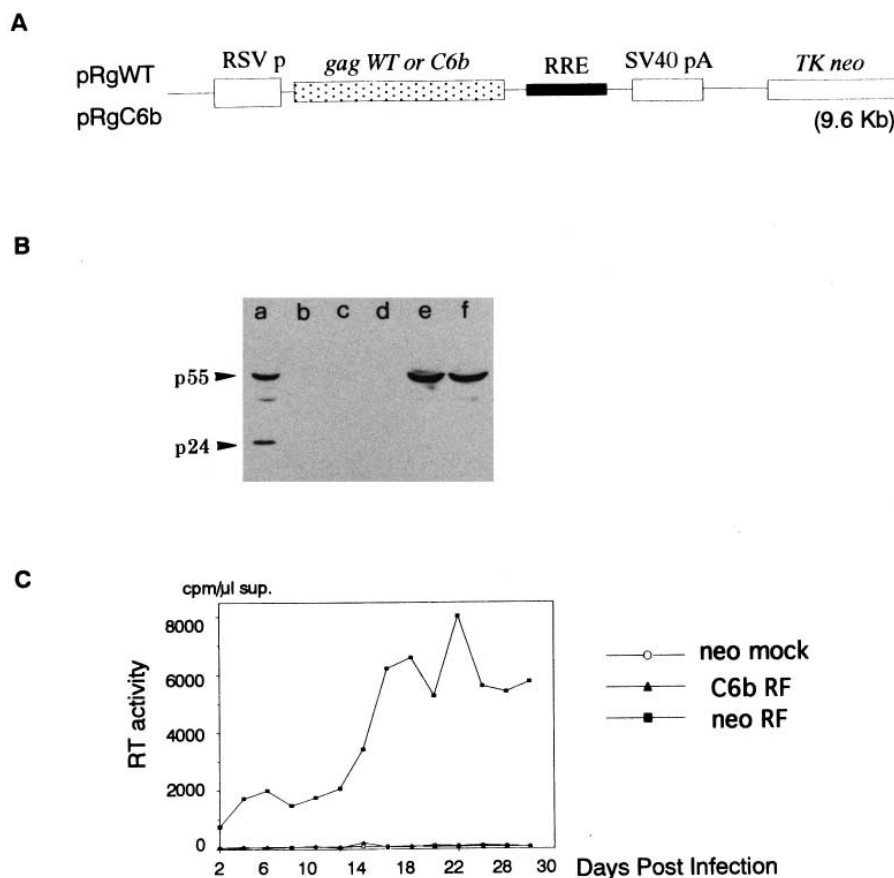 A
RSV p gag WT or C6b RRE SV40 pA TK neo
pRgWT
pRgC6b
(9.6 Kb)
B
a b c d e f
p55
p24
C
cpm/µl sup.
8000
6000
4000
2000
0
RT activity
2 6 10 14 18 22 28 30 Days Post Infection
neo mock
C6b RF
neo RF